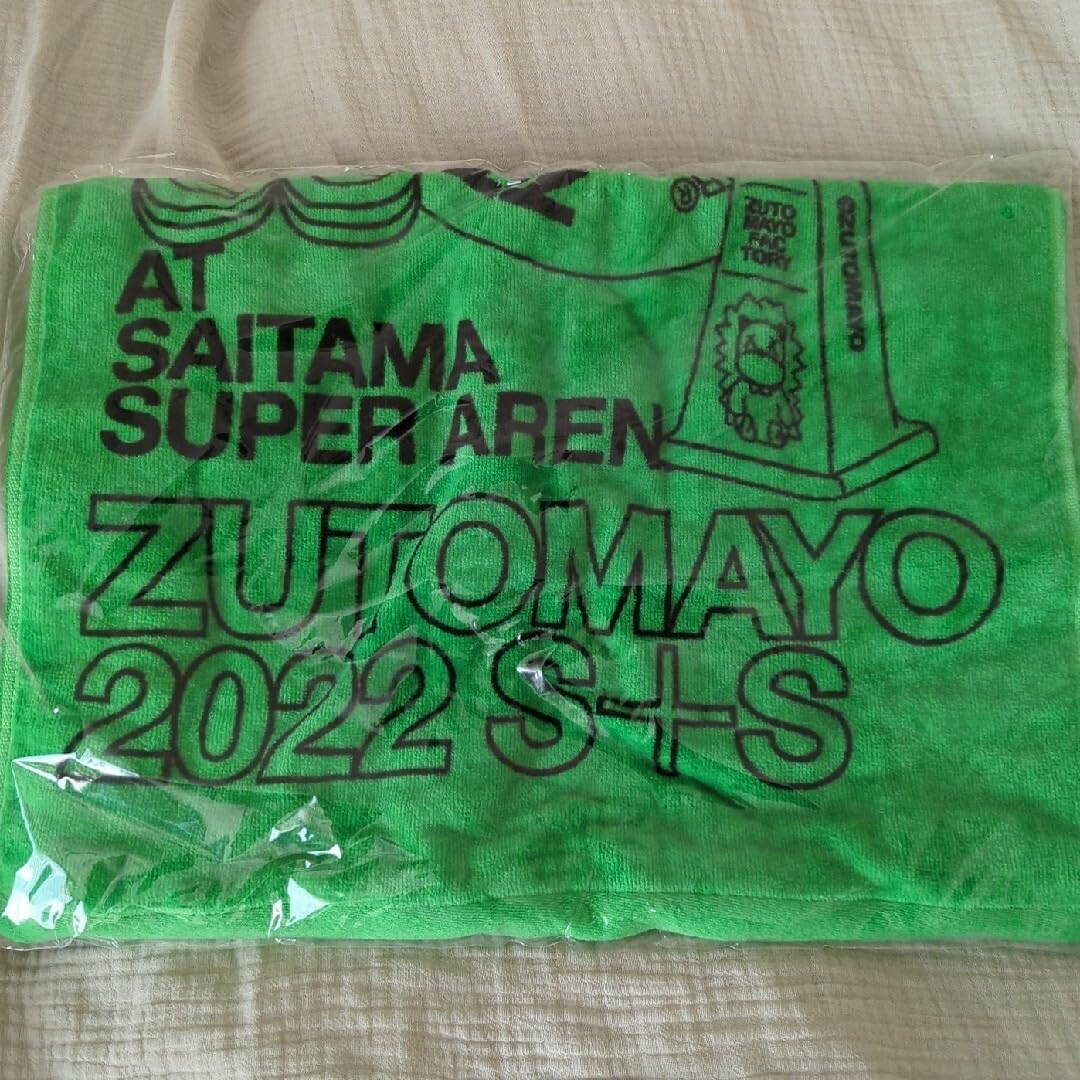 AT
SAITAMA
SUPER AREN
ZUTO
MAYO
FAC
TORY
©ZUTOMAYO
ZUTOMAYO
2022 S+S